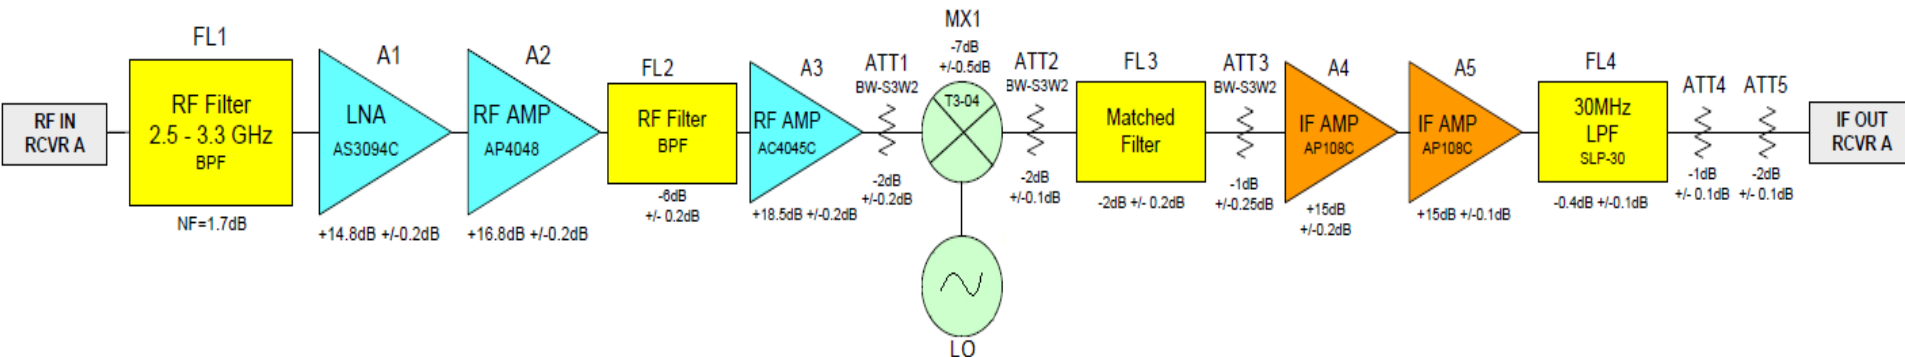 RF IN
RCVR A
FL1
RF Filter
2.5 - 3.3 GHz
BPF
NF=1.7dB
A1
LNA
AS3094C
+14.8dB +/-0.2dB
A2
RF AMP
AP4048
+16.8dB +/-0.2dB
FL2
RF Filter
BPF
-6dB
+/- 0.2dB
A3
RF AMP
AC4045C
+18.5dB +/-0.2dB
ATT1
BW-S3W2
-2dB
+/-0.2dB
MX1
-7dB
+/-0.5dB
T3-04
LO
ATT2
BW-S3W2
-2dB
+/-0.1dB
FL3
Matched
Filter
-2dB +/- 0.2dB
ATT3
BW-S3W2
-1dB
+/-0.25dB
A4
IF AMP
AP108C
+15dB
+/-0.2dB
A5
IF AMP
AP108C
+15dB +/-0.1dB
FL4
30MHz
LPF
SLP-30
-0.4dB +/-0.1dB
ATT4
-1dB
+/- 0.1dB
ATT5
-2dB
+/- 0.1dB
IF OUT
RCVR A